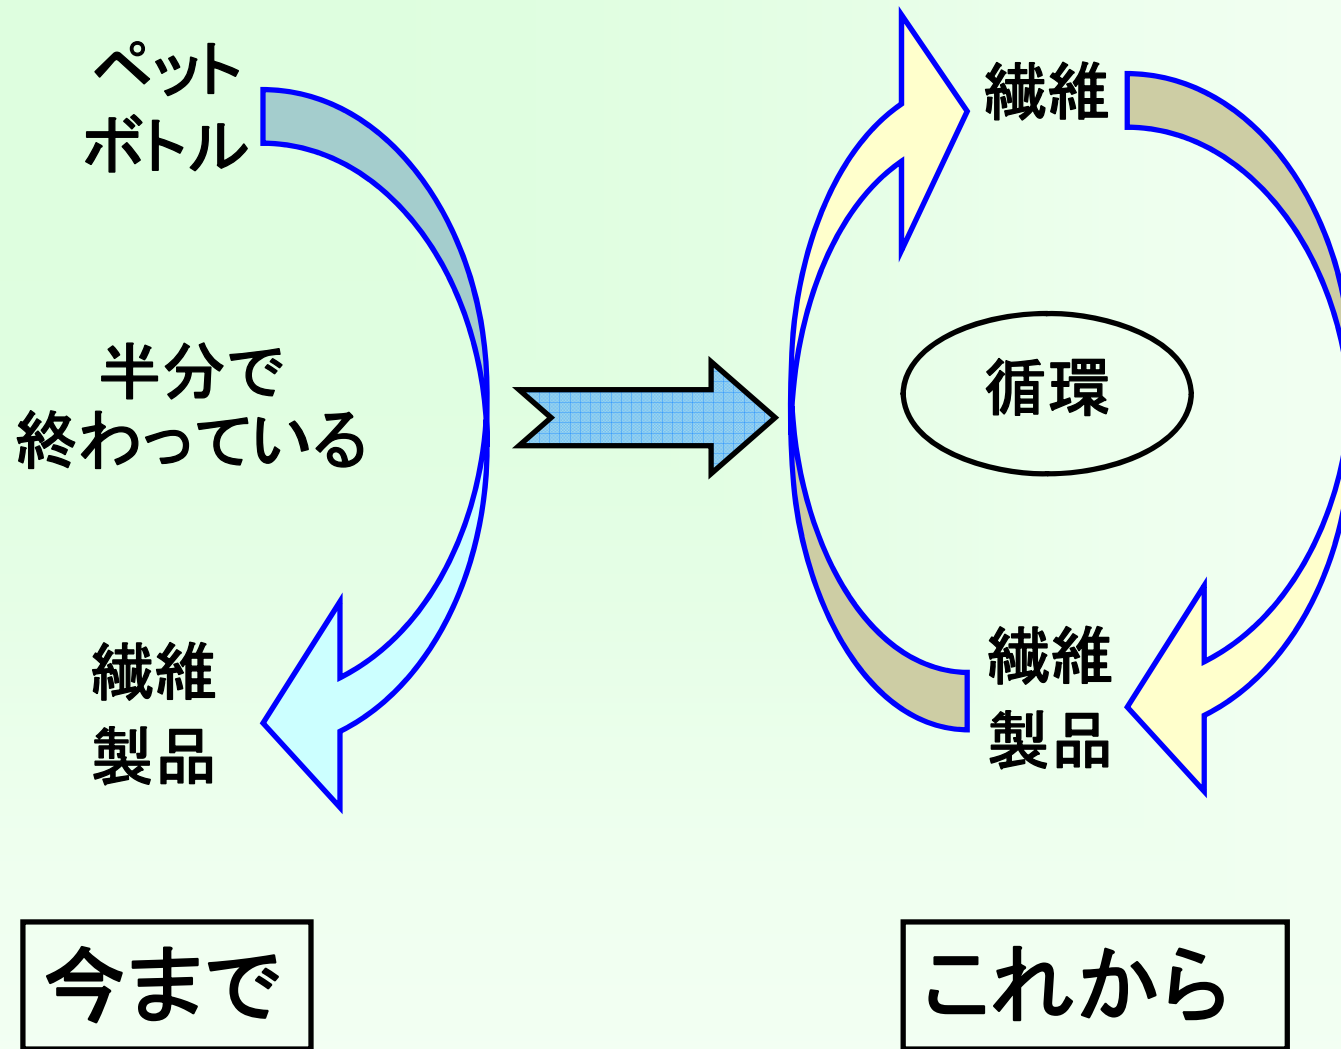 ペット
ボトル
半分で
終わっている
繊維
製品
今まで
繊維
循環
繊維
製品
これから